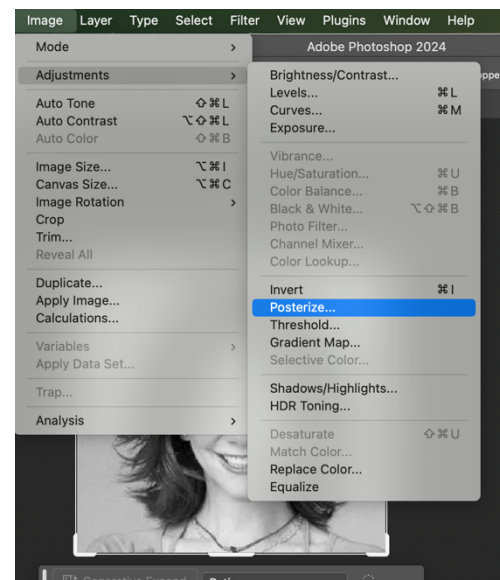 Image Layer Type Select Filter View Plugins Window Help
Adobe Photoshop 2024
Mode >
Adjustments >
Auto Tone ⇧⌘L
Auto Contrast ⌥⇧⌘L
Auto Color ⇧⌘B
Image Size... ⌥⌘I
Canvas Size... ⌥⌘C
Image Rotation >
Crop
Trim...
Reveal All
Duplicate...
Apply Image...
Calculations...
Variables >
Apply Data Set...
Trap...
Analysis >
Brightness/Contrast...
Levels... ⌘L
Curves... ⌘M
Exposure...
Vibrance...
Hue/Saturation... ⌘U
Color Balance... ⌘B
Black & White... ⌥⇧⌘B
Photo Filter...
Channel Mixer...
Color Lookup...
Invert ⌘I
Posterize...
Threshold...
Gradient Map...
Selective Color...
Shadows/Highlights...
HDR Toning...
Desaturate ⇧⌘U
Match Color...
Replace Color...
Equalize
Generative Expand